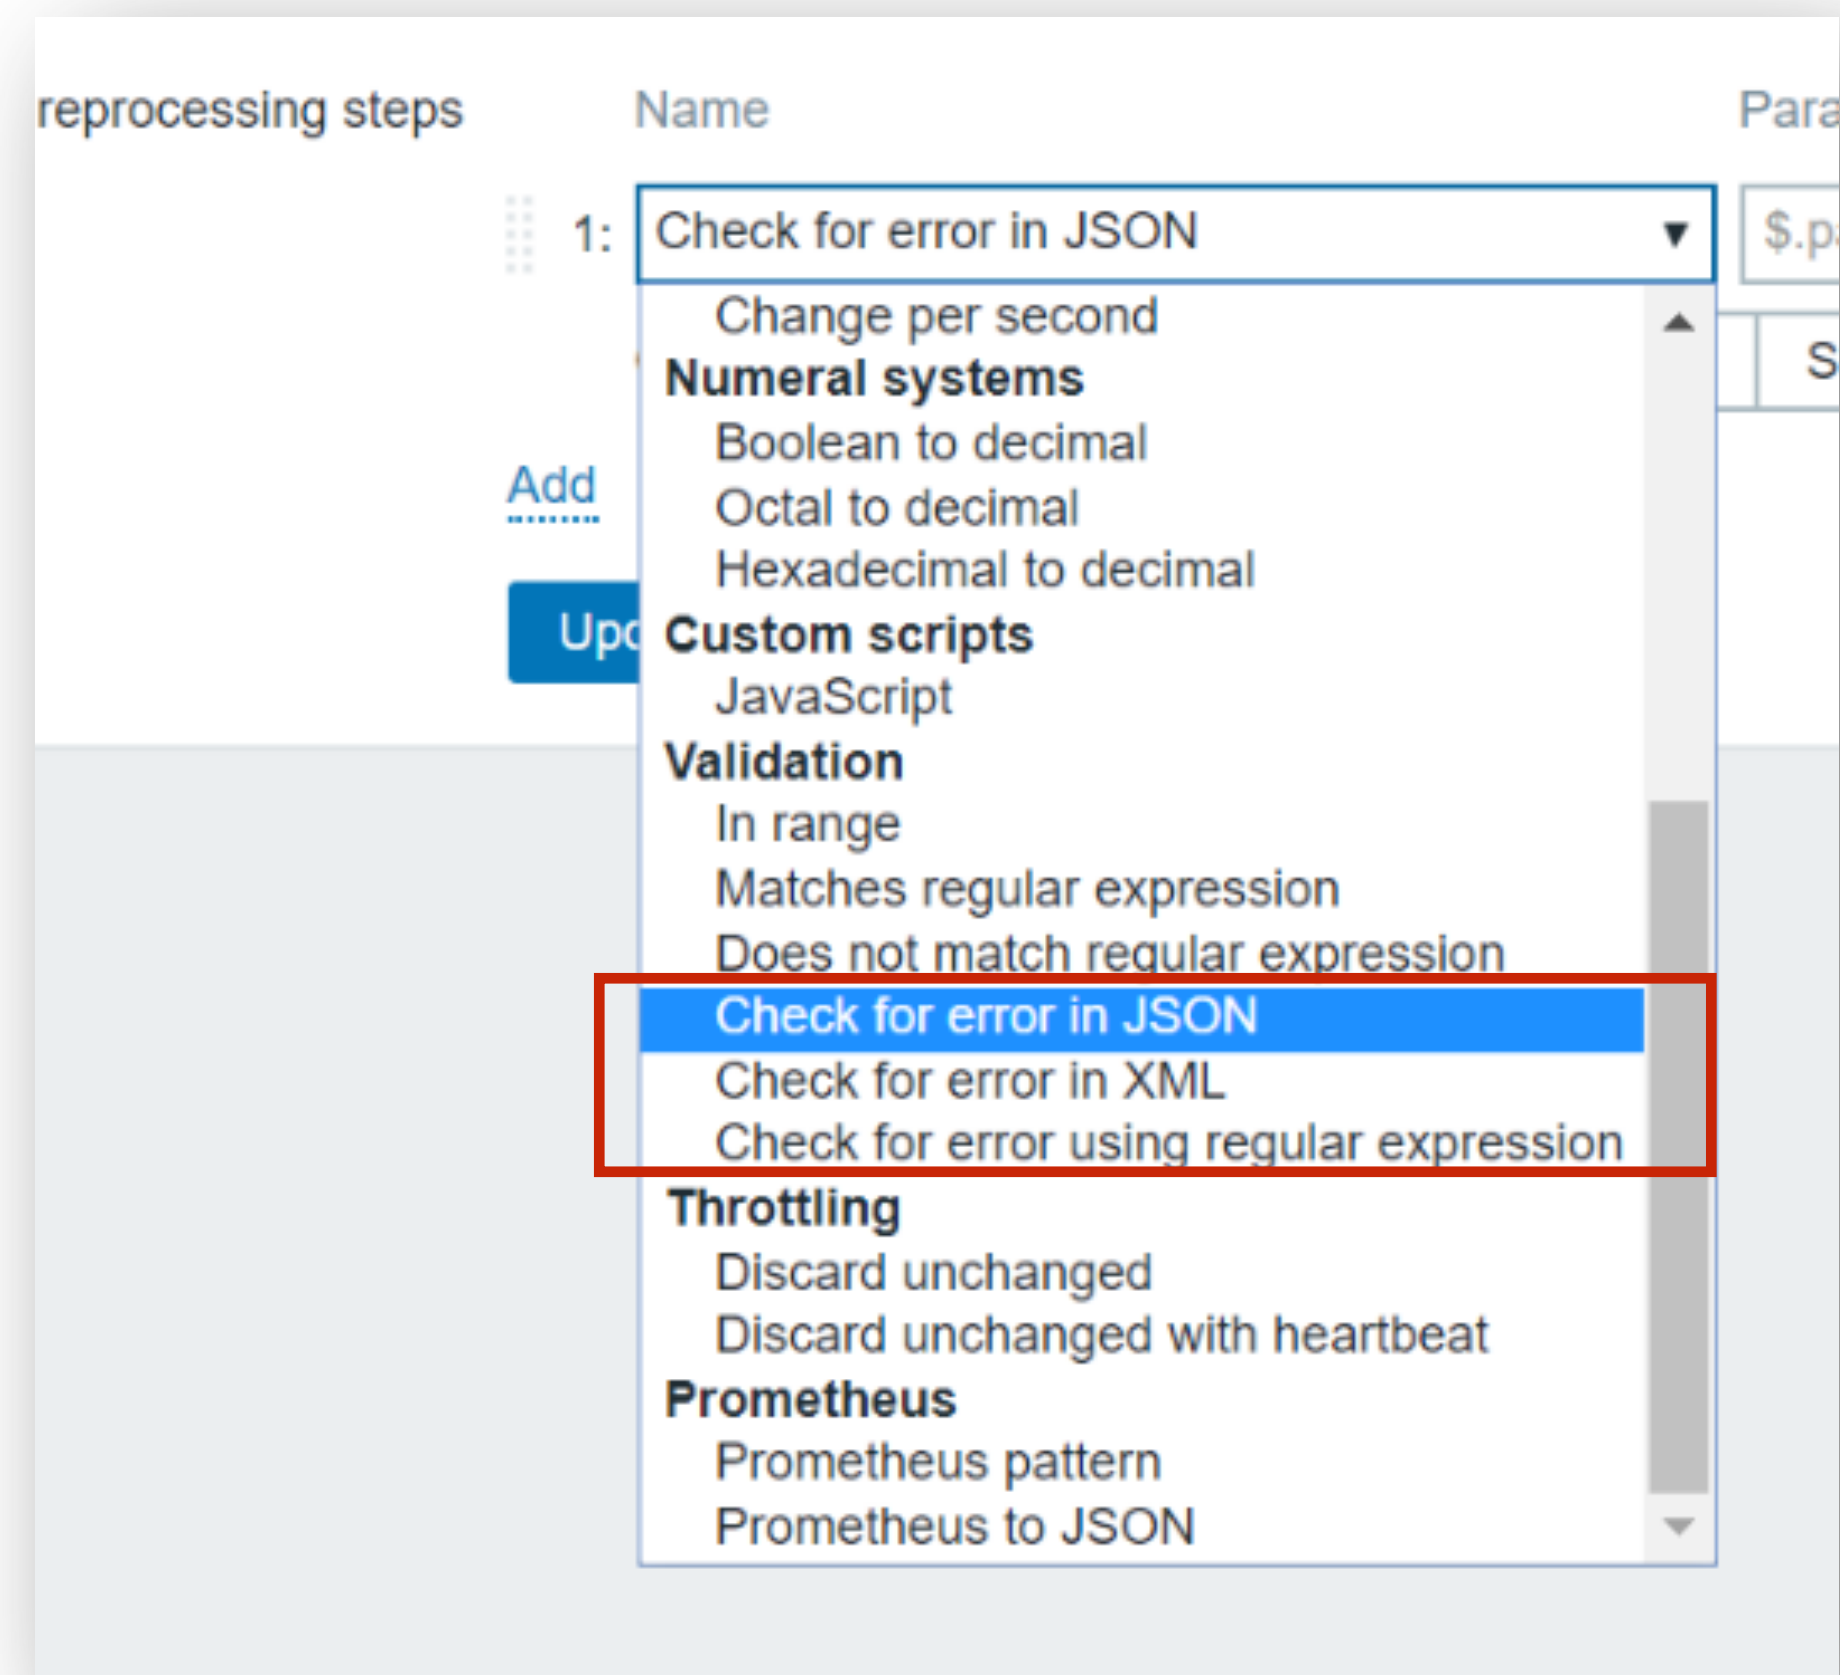 reprocessing steps Name Para
1: Check for error in JSON $.pa
Change per second
Numeral systems S
Boolean to decimal
Add
Octal to decimal
Hexadecimal to decimal
Upd Custom scripts
JavaScript
Validation
In range
Matches regular expression
Does not match regular expression
Check for error in JSON
Check for error in XML
Check for error using regular expression
Throttling
Discard unchanged
Discard unchanged with heartbeat
Prometheus
Prometheus pattern
Prometheus to JSON